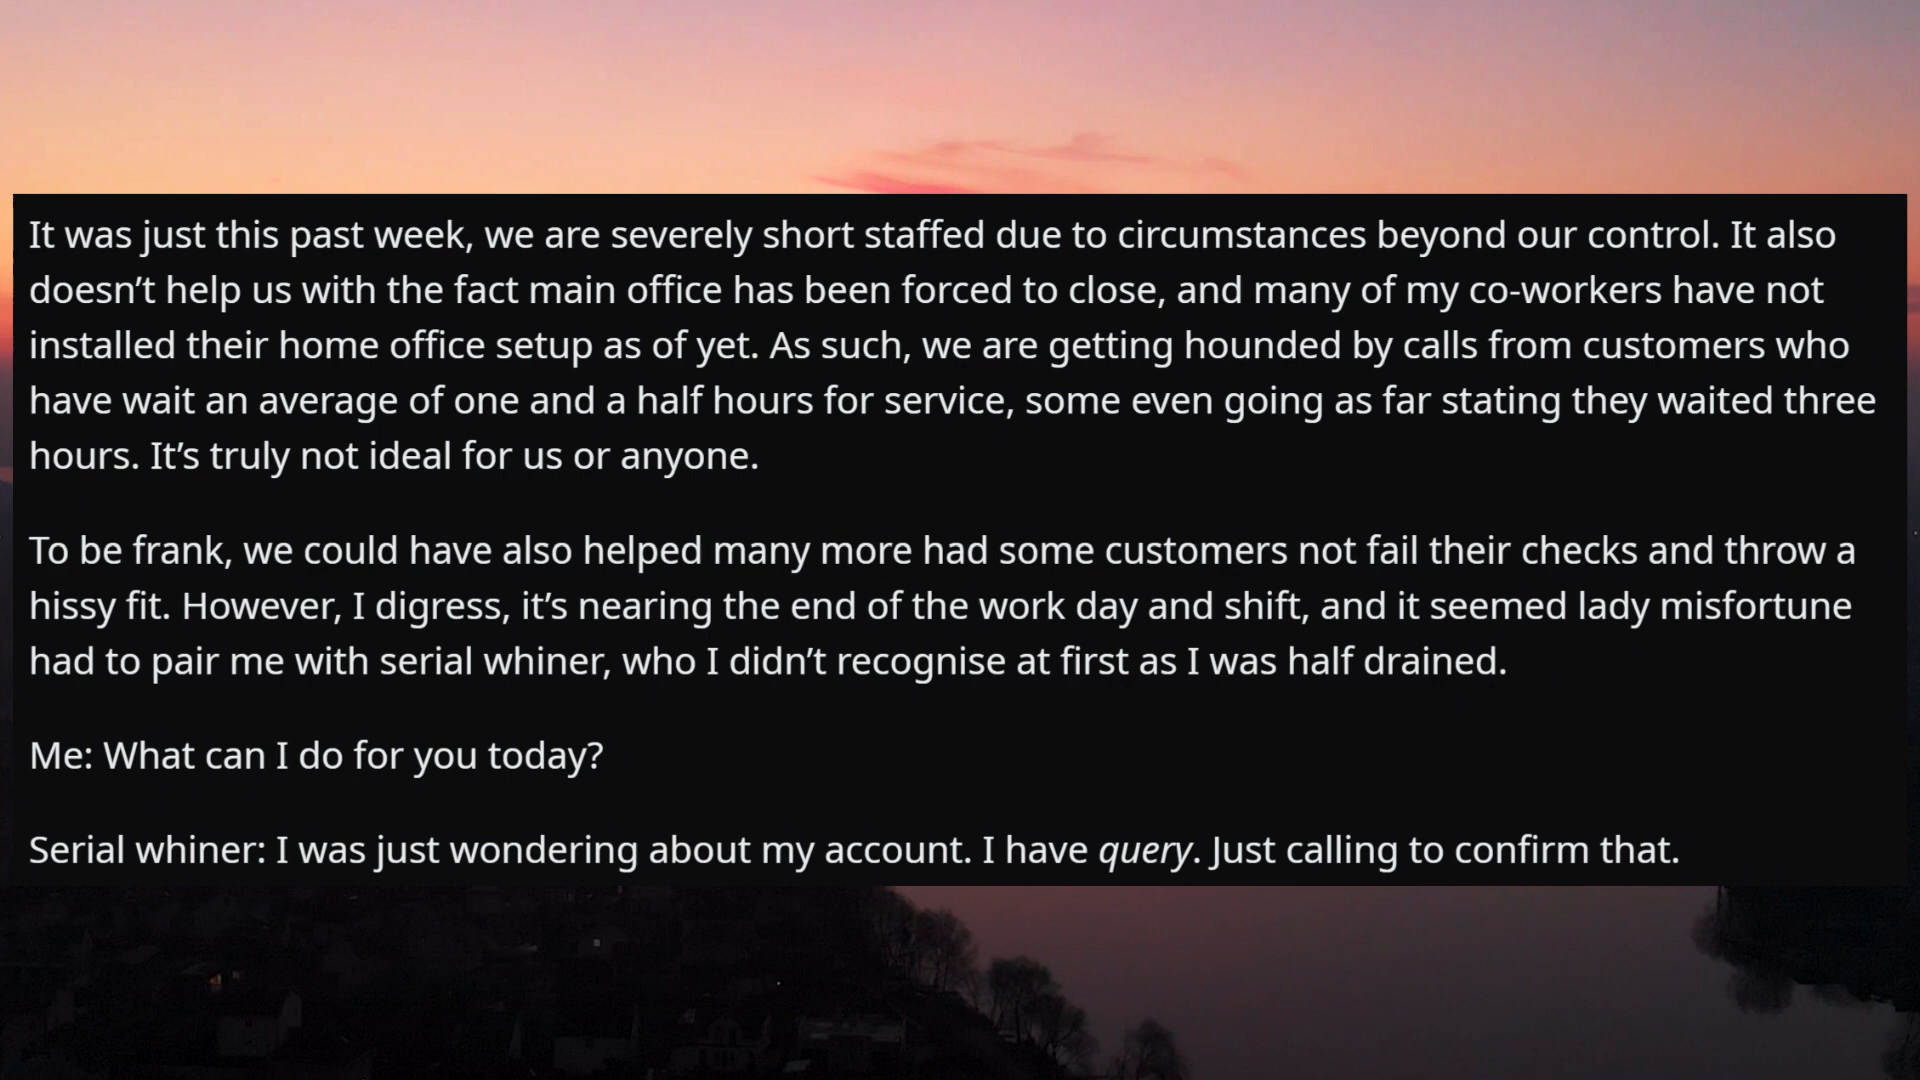 It was just this past week, we are severely short staffed due to circumstances beyond our control. It also
doesn’t help us with the fact main office has been forced to close, and many of my co-workers have not
installed their home office setup as of yet. As such, we are getting hounded by calls from customers who
have wait an average of one and a half hours for service, some even going as far stating they waited three
hours. It’s truly not ideal for us or anyone.
To be frank, we could have also helped many more had some customers not fail their checks and throw a
hissy fit. However, I digress, it’s nearing the end of the work day and shift, and it seemed lady misfortune
had to pair me with serial whiner, who I didn’t recognise at first as I was half drained.
Me: What can I do for you today?
Serial whiner: I was just wondering about my account. I have query. Just calling to confirm that.